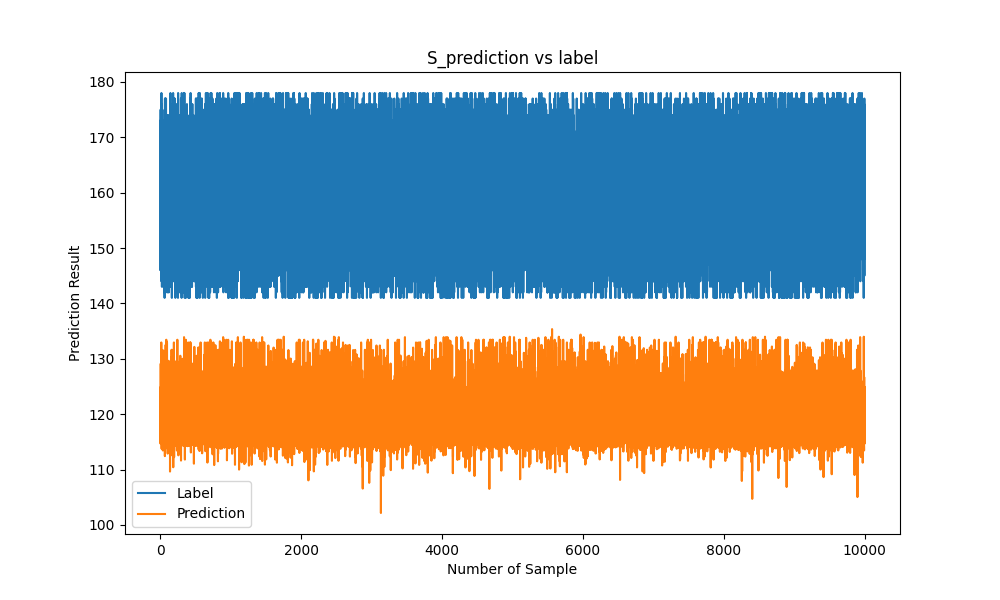 S_prediction vs label
180
170
160
150
140
130
120
110
100
Prediction Result
Label
Prediction
0 2000 4000 6000 8000 10000
Number of Sample